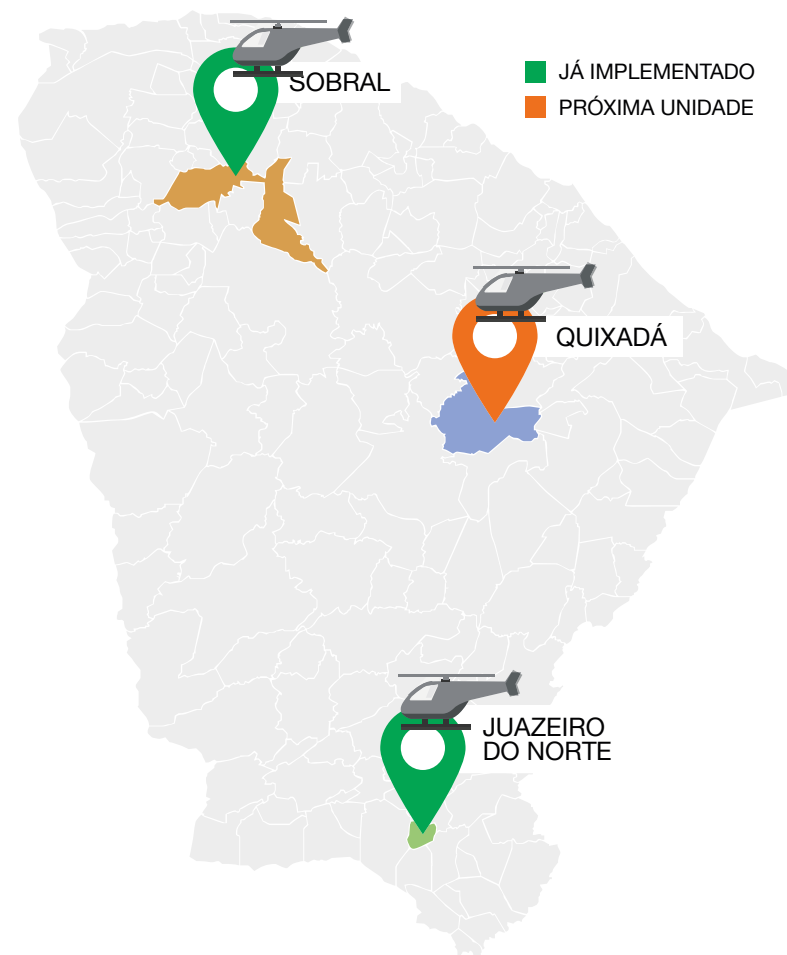 SOBRAL
JÁ IMPLEMENTADO
PRÓXIMA UNIDADE
QUIXADÁ
JUAZEIRO
DO NORTE